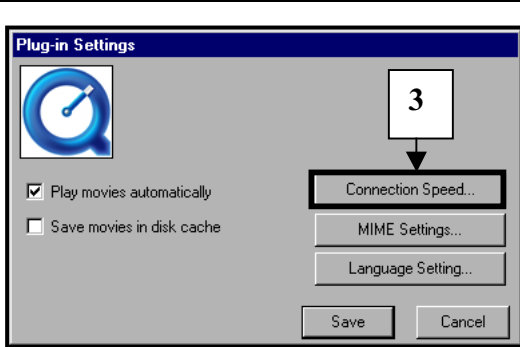 Plug-in Settings
3
Play movies automatically
Connection Speed...
Save movies in disk cache
MIME Settings...
Language Setting...
Save
Cancel